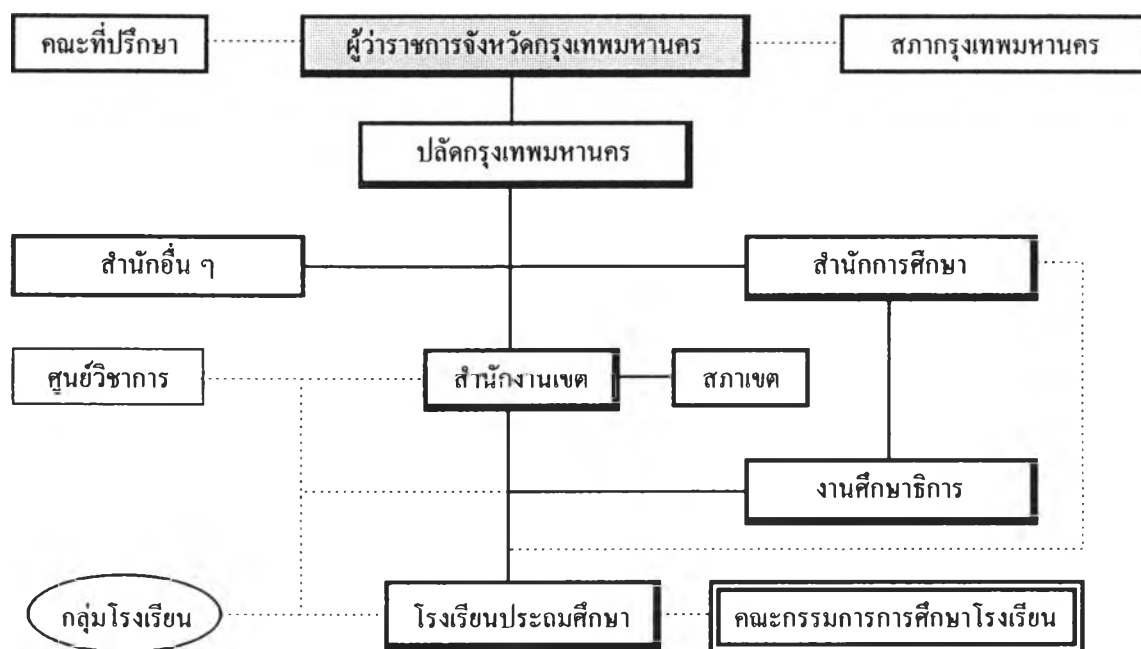 คณะที่ปรึกษา
ผู้ว่าราชการจังหวัดกรุงเทพมหานคร
สภากรุงเทพมหานคร
ปลัดกรุงเทพมหานคร
สำนักอื่น ๆ
สำนักการศึกษา
ศูนย์วิชาการ
สำนักงานเขต
สภาเขต
งานศึกษาธิการ
กลุ่มโรงเรียน
โรงเรียนประถมศึกษา
คณะกรรมการการศึกษาโรงเรียน